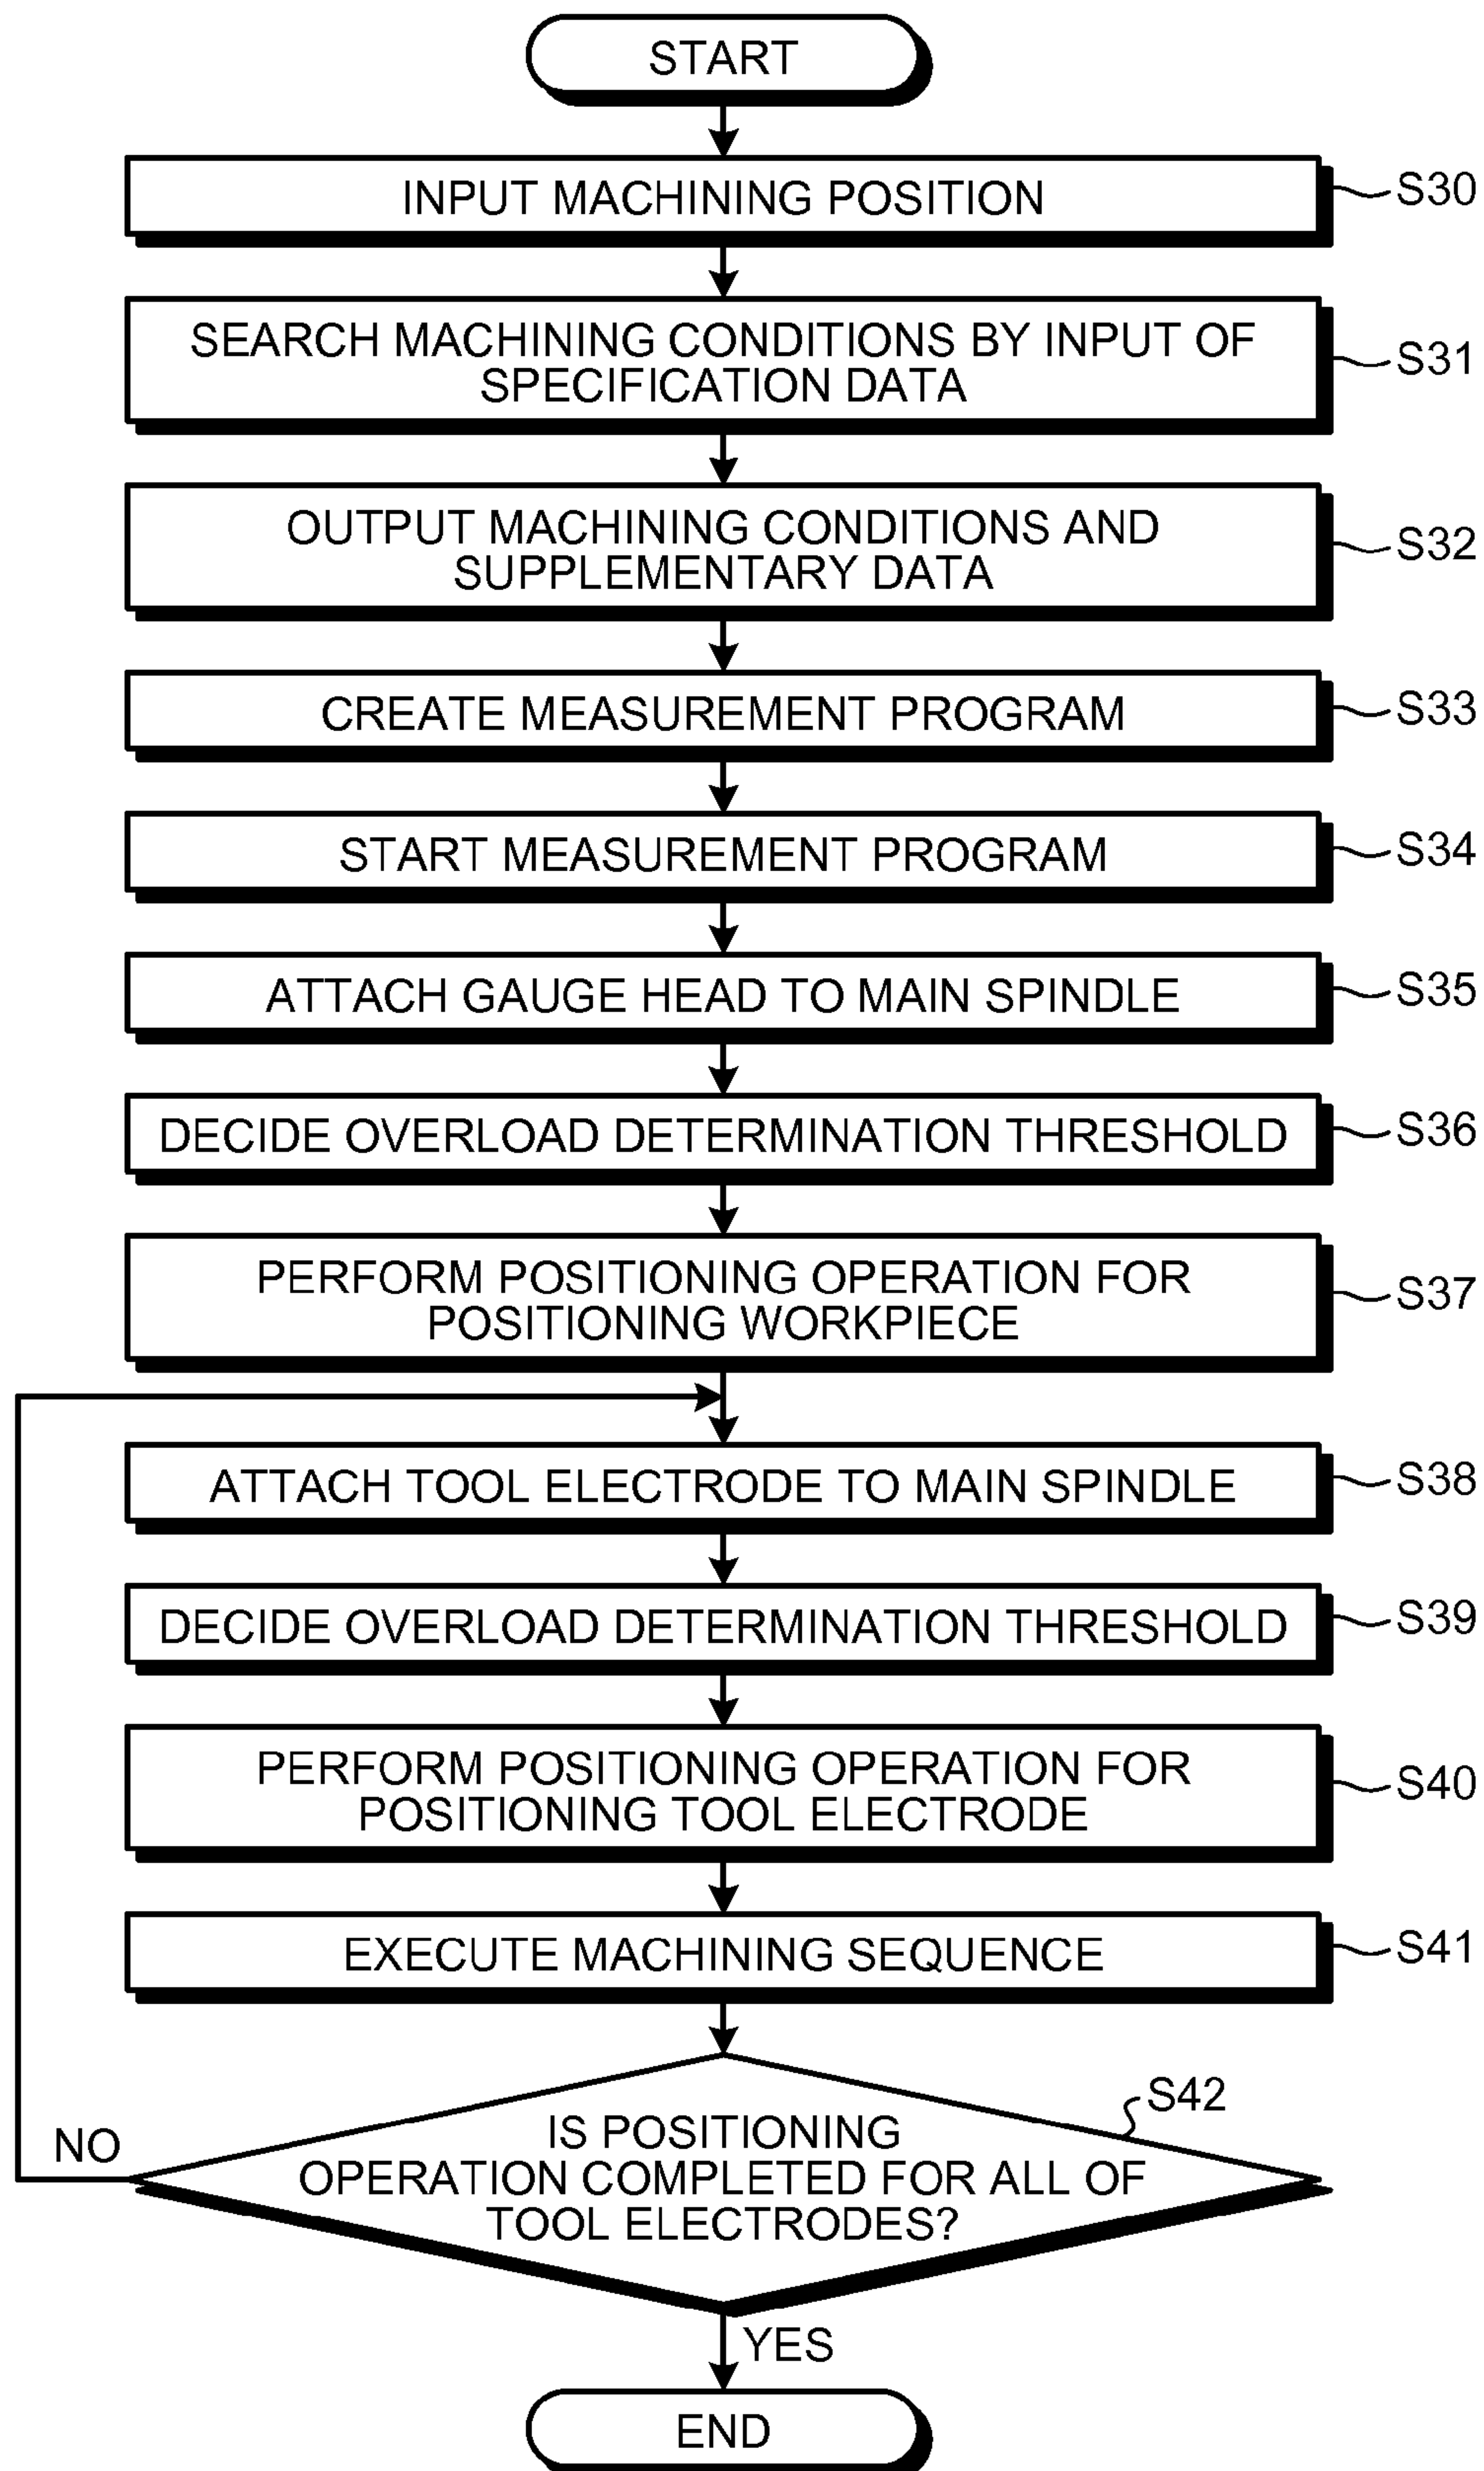 START
INPUT MACHINING POSITION
S30
SEARCH MACHINING CONDITIONS BY INPUT OF
SPECIFICATION DATA
S31
OUTPUT MACHINING CONDITIONS AND
SUPPLEMENTARY DATA
S32
CREATE MEASUREMENT PROGRAM
S33
START MEASUREMENT PROGRAM
S34
ATTACH GAUGE HEAD TO MAIN SPINDLE
S35
DECIDE OVERLOAD DETERMINATION THRESHOLD
S36
PERFORM POSITIONING OPERATION FOR
POSITIONING WORKPIECE
S37
ATTACH TOOL ELECTRODE TO MAIN SPINDLE
S38
DECIDE OVERLOAD DETERMINATION THRESHOLD
S39
PERFORM POSITIONING OPERATION FOR
POSITIONING TOOL ELECTRODE
S40
EXECUTE MACHINING SEQUENCE
S41
S42
IS POSITIONING
OPERATION COMPLETED FOR ALL OF
TOOL ELECTRODES?
NO
YES
END